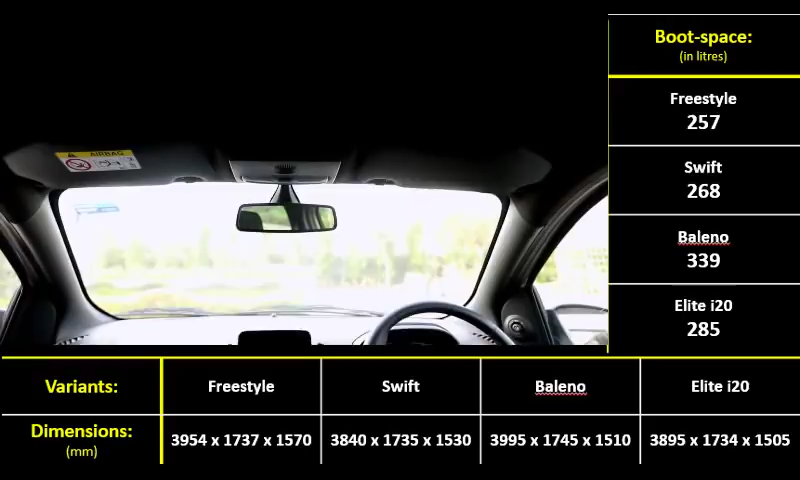 Boot-space:
(in litres)
Freestyle
257
Swift
268
Baleno
339
Elite i20
285
AIRBAG
Variants: Freestyle Swift Baleno Elite i20
Dimensions: 3954 x 1737 x 1570 3840 x 1735 x 1530 3995 x 1745 x 1510 3895 x 1734 x 1505
(mm)